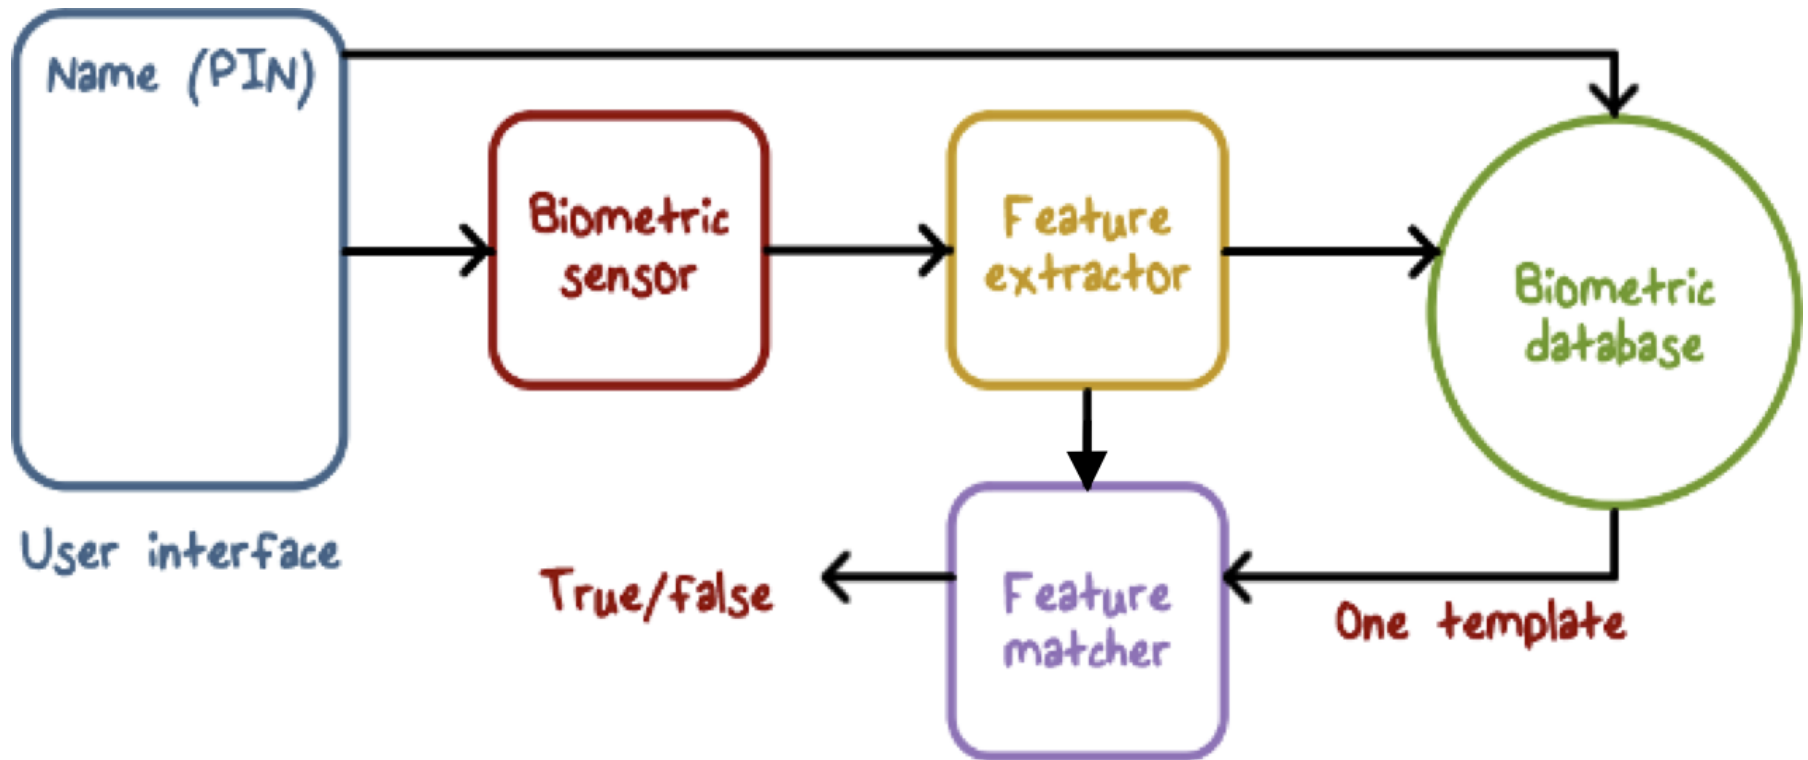 Name (PIN)
Biometric
sensor
Feature
extractor
Biometric
database
User interface
True/false
Feature
matcher
One template